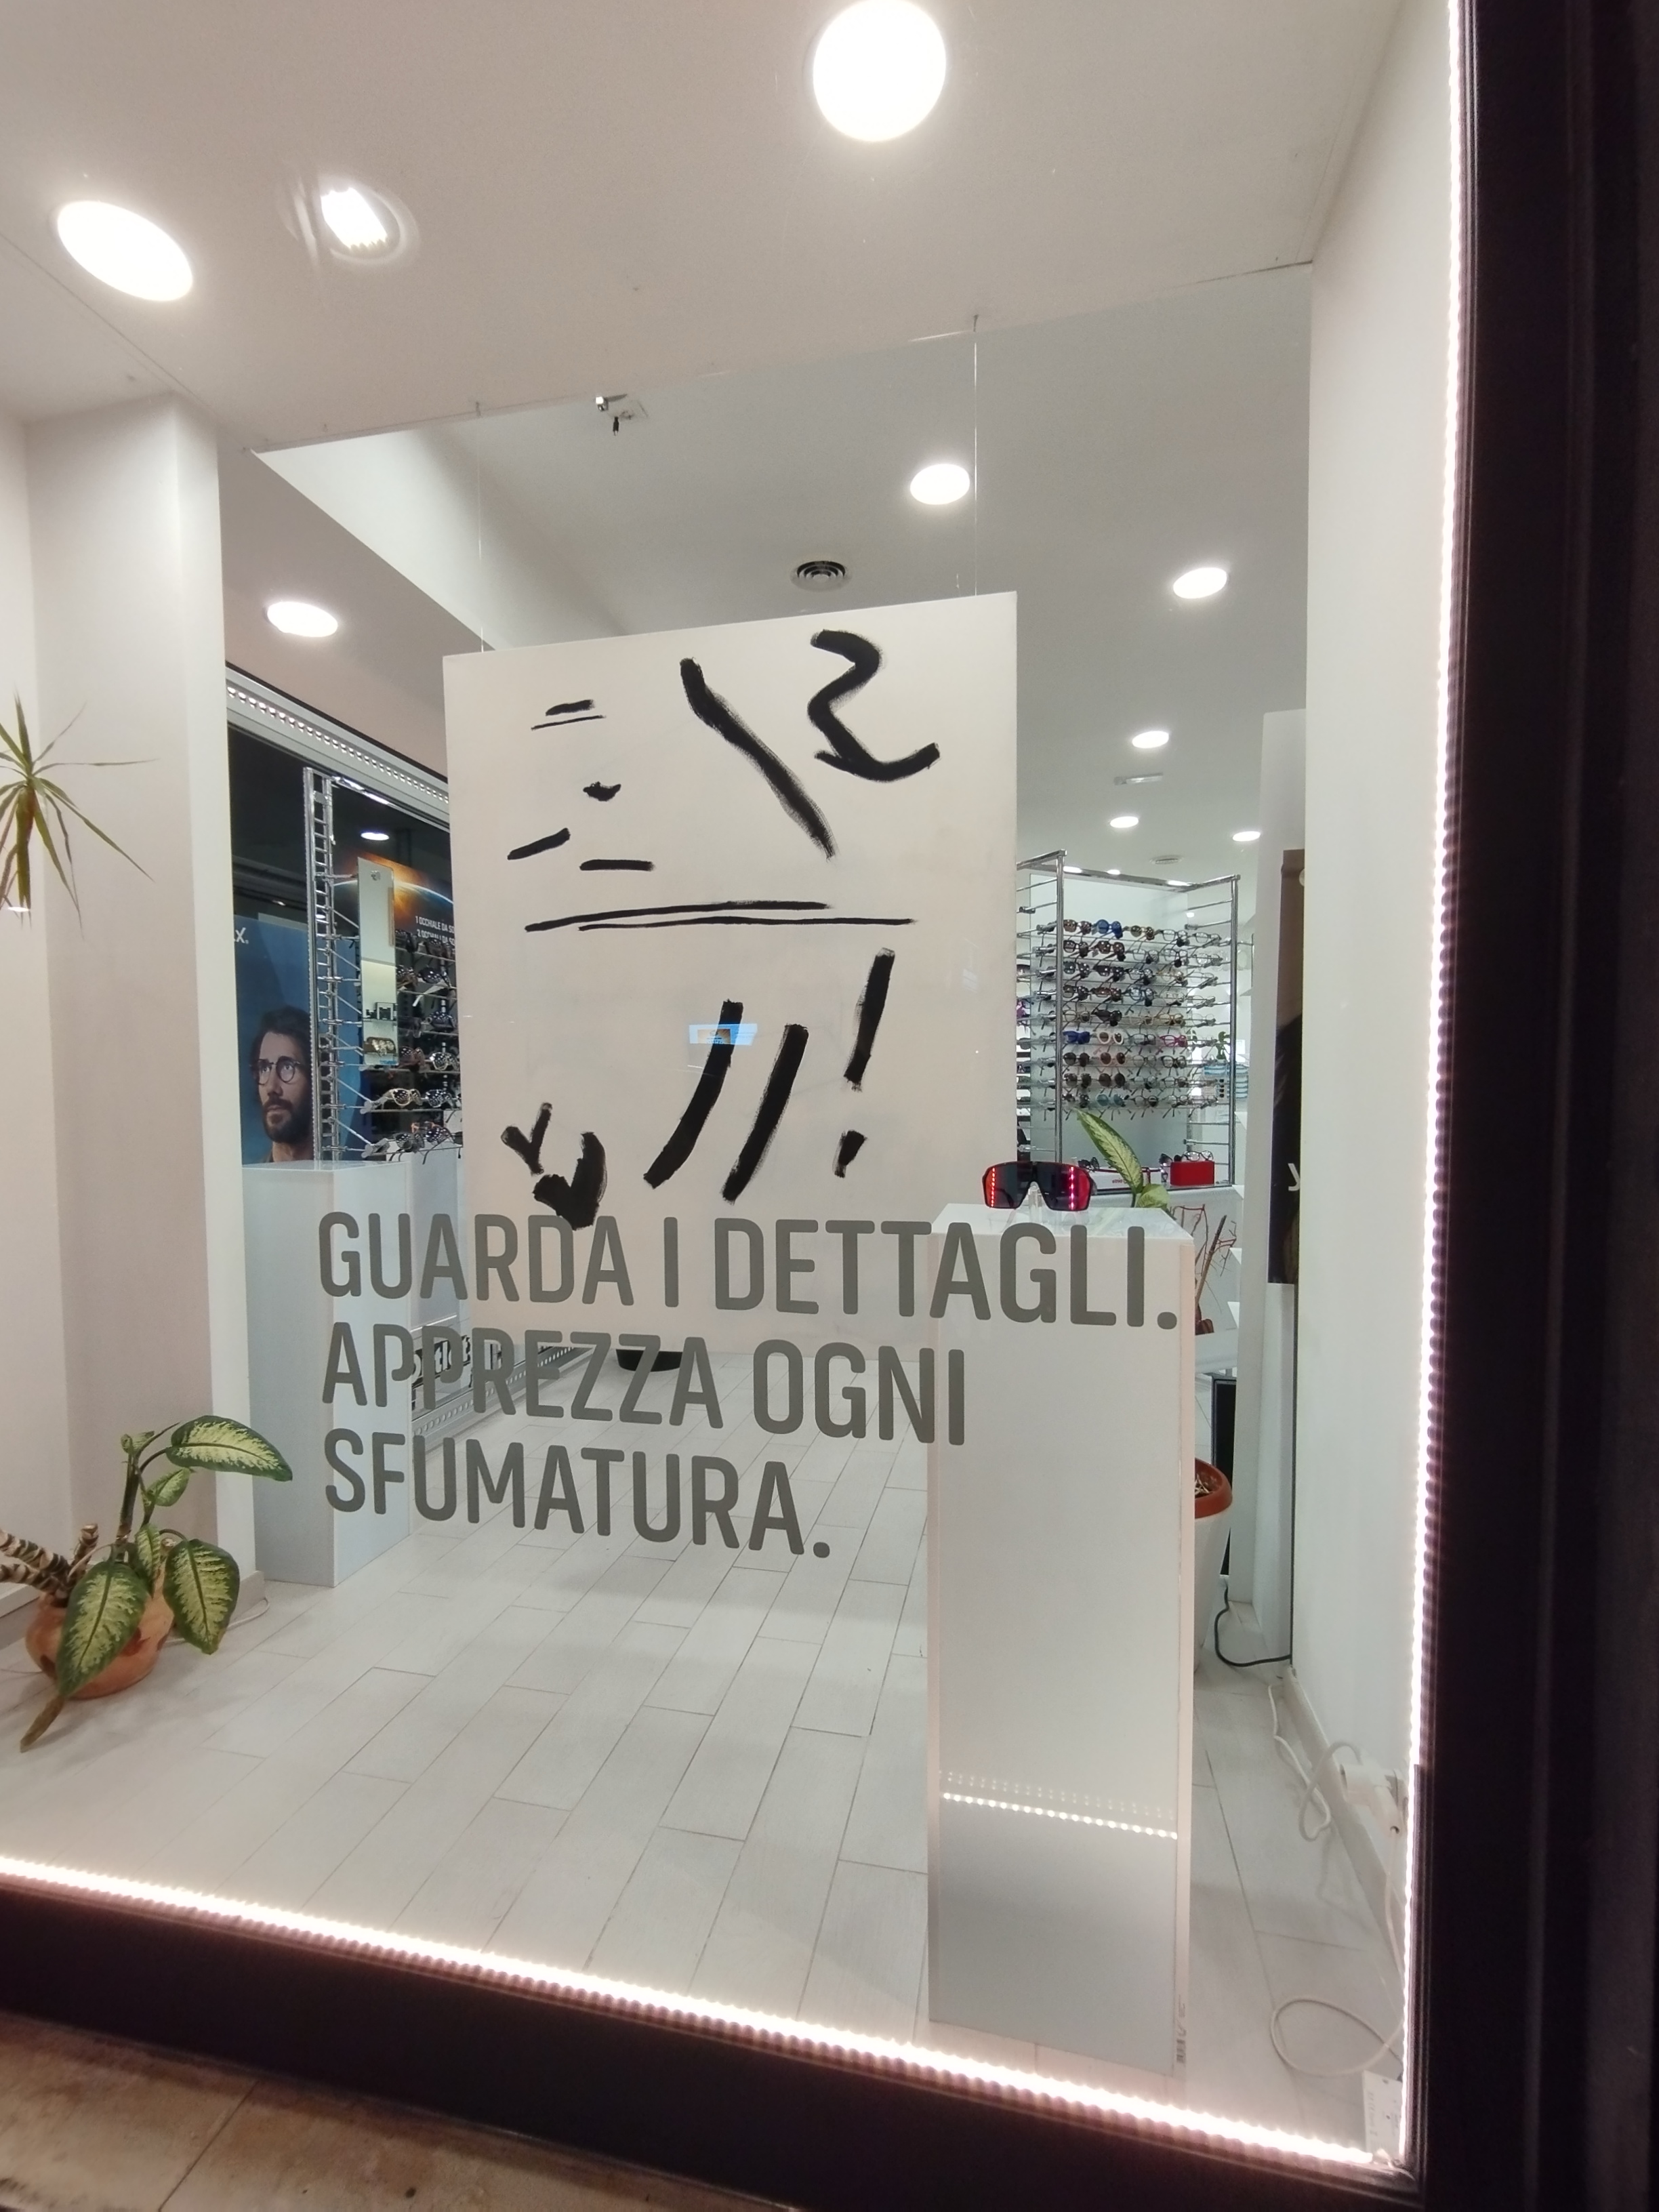 GUARDA I DETTAGLI.
APPREZZA OGNI
SFUMATURA.